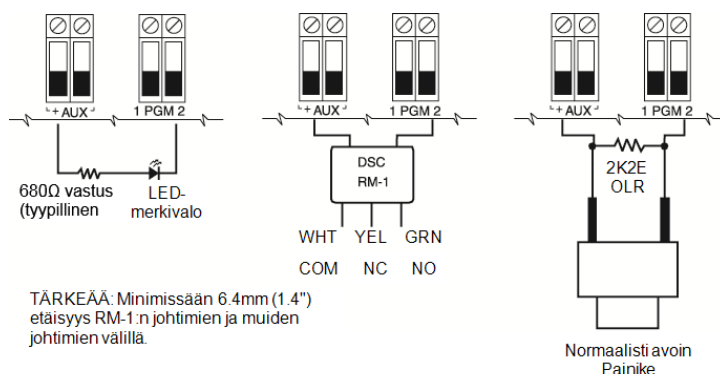 + AUX
1 PGM 2
680Ω vastus
(tyypillinen
LED-
merkivalo
+ AUX
1 PGM 2
DSC
RM-1
WHT YEL GRN
COM NC NO
TÄRKEÄÄ: Minimissään 6.4mm (1.4")
etäisyys RM-1:n johtimien ja muiden
johtimien välillä.
+ AUX
1 PGM 2
2K2E
OLR
Normaalisti avoin
Painike